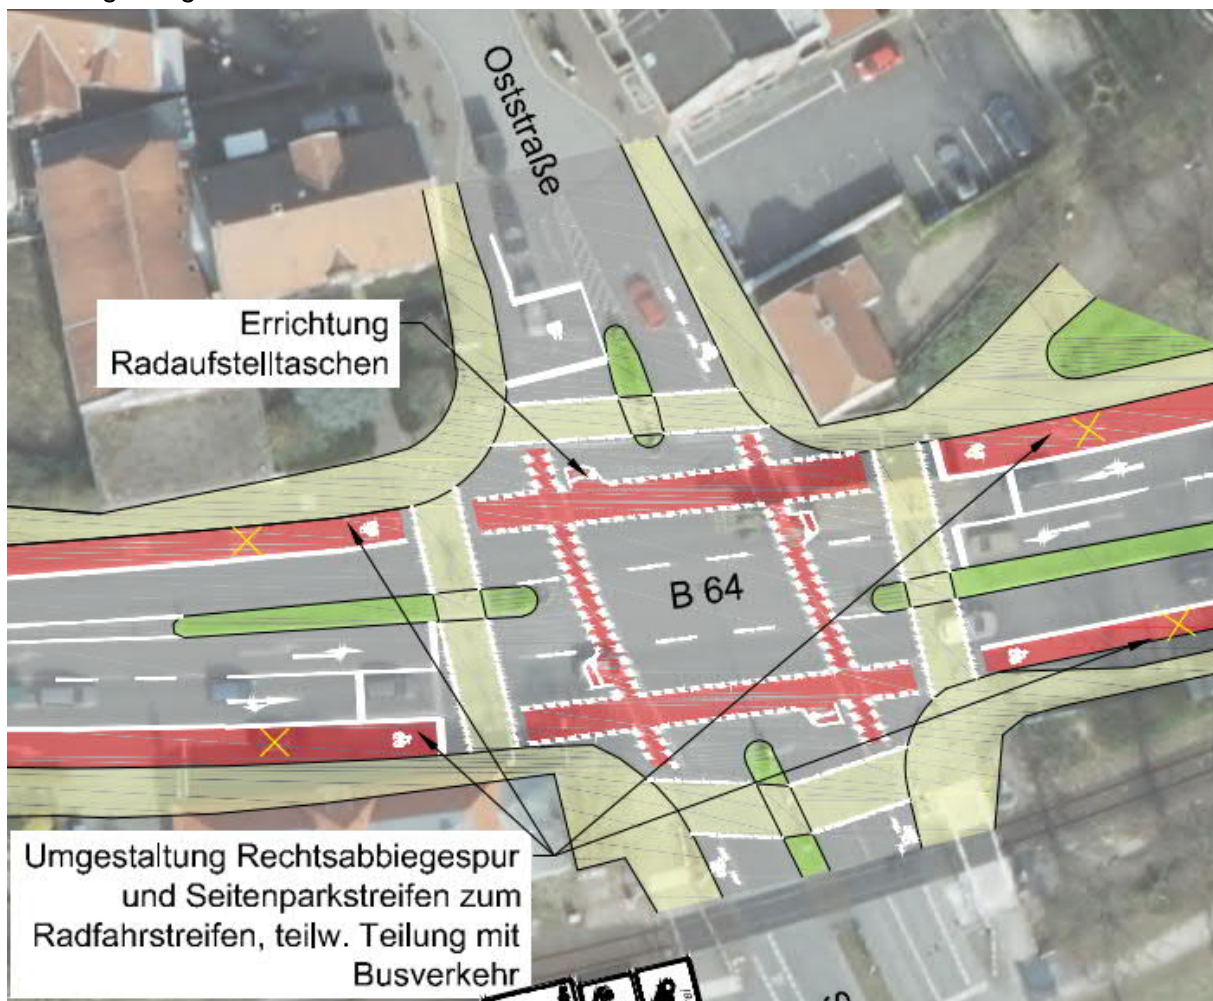 Oststraße
Errichtung
Radaufstelltaschen
B 64
Umgestaltung Rechtsabbiegespur
und Seitenparkstreifen zum
Radfahrstreifen, teilw. Teilung mit
Busverkehr